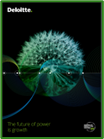 Deloitte.
The future of power
is growth